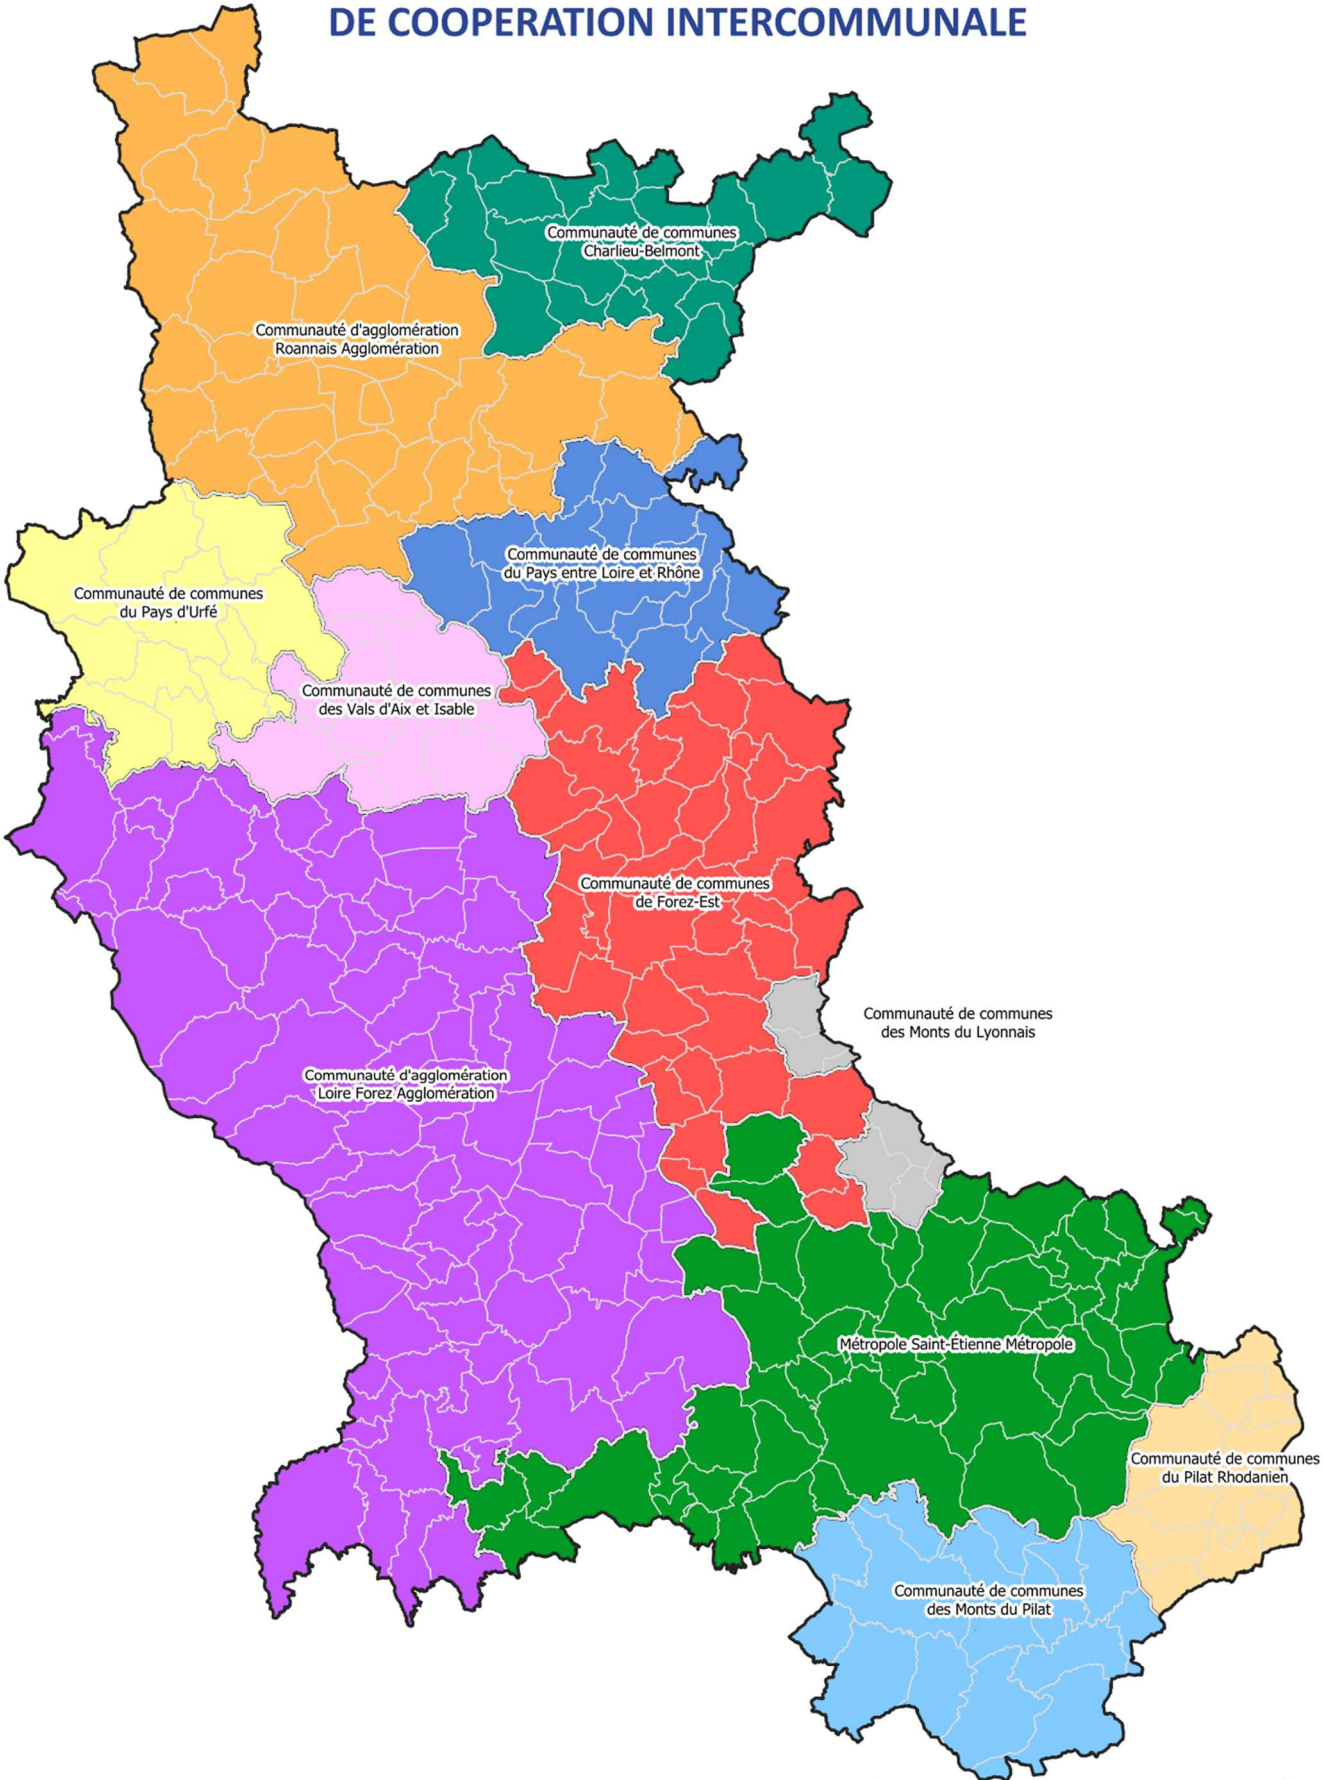 DE COOPERATION INTERCOMMUNALE
Communauté de communes
Charlieu-Belmont
Communauté d'agglomération
Roannais Agglomération
Communauté de communes
du Pays entre Loire et Rhône
Communauté de communes
du Pays d'Urfé
Communauté de communes
des Vals d'Aix et Isable
Communauté de communes
de Forez-Est
Communauté de communes
des Monts du Lyonnais
Communauté d'agglomération
Loire Forez Agglomération
Métropole Saint-Étienne Métropole
Communauté de communes
du Pilat Rhodanien
Communauté de communes
des Monts du Pilat